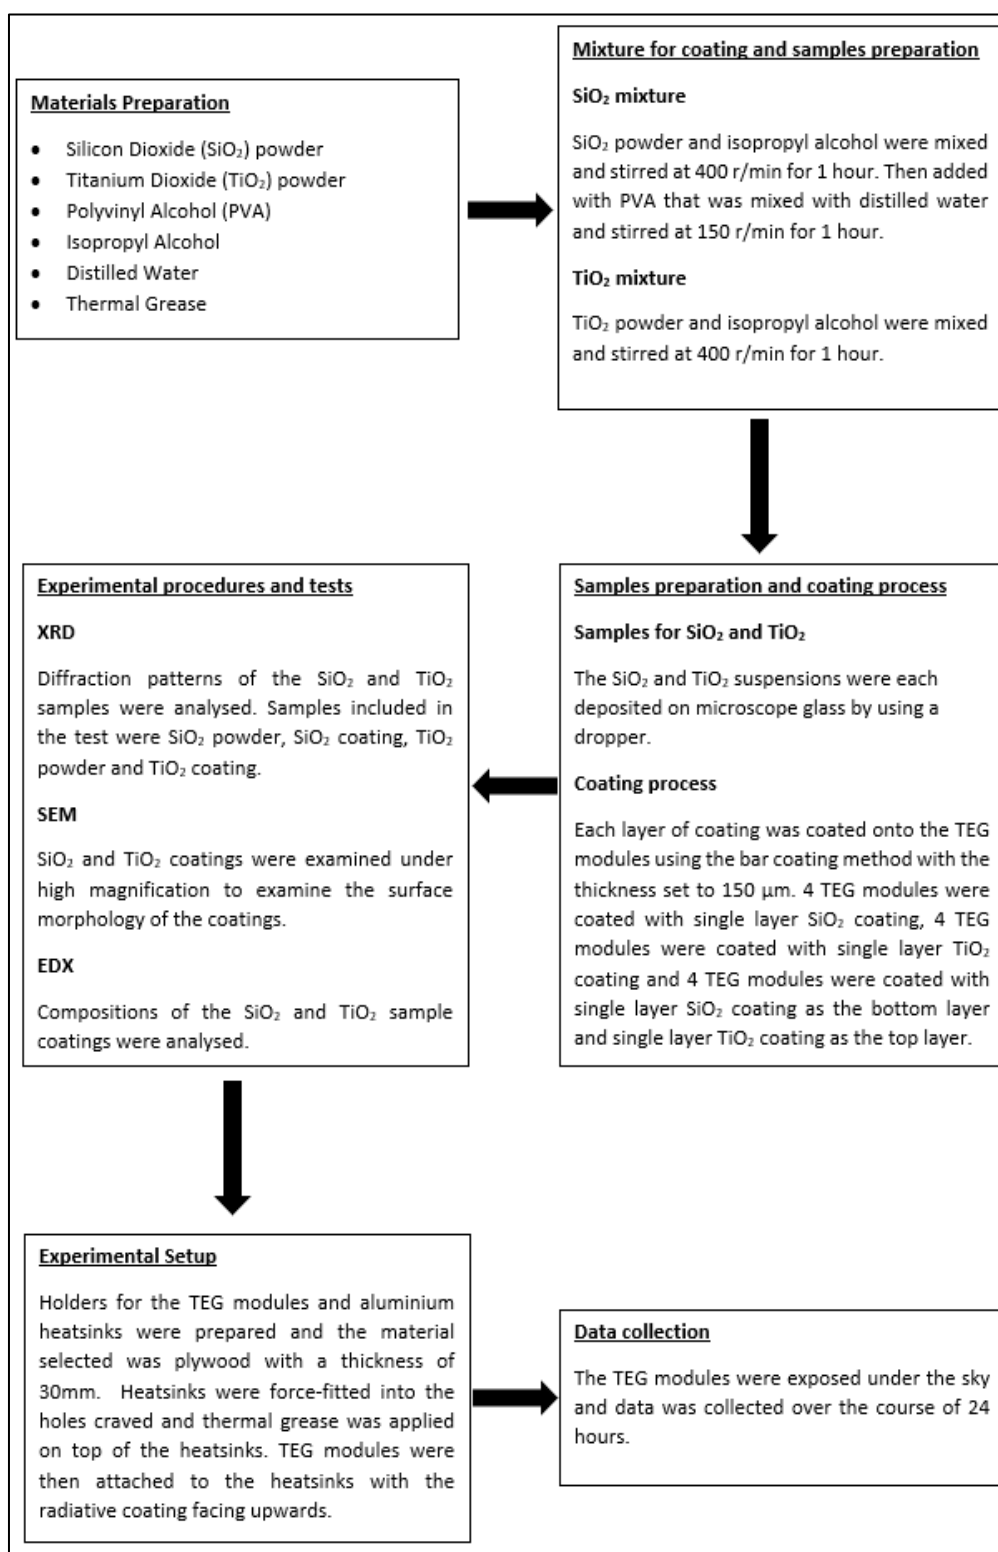 Materials Preparation
• Silicon Dioxide (SiO₂) powder
• Titanium Dioxide (TiO₂) powder
• Polyvinyl Alcohol (PVA)
• Isopropyl Alcohol
• Distilled Water
• Thermal Grease
Mixture for coating and samples preparation
SiO₂ mixture
SiO₂ powder and isopropyl alcohol were mixed
and stirred at 400 r/min for 1 hour. Then added
with PVA that was mixed with distilled water
and stirred at 150 r/min for 1 hour.
TiO₂ mixture
TiO₂ powder and isopropyl alcohol were mixed
and stirred at 400 r/min for 1 hour.
Samples preparation and coating process
Samples for SiO₂ and TiO₂
The SiO₂ and TiO₂ suspensions were each
deposited on microscope glass by using a
dropper.
Coating process
Each layer of coating was coated onto the TEG
modules using the bar coating method with the
thickness set to 150 μm. 4 TEG modules were
coated with single layer SiO₂ coating, 4 TEG
modules were coated with single layer TiO₂
coating and 4 TEG modules were coated with
single layer SiO₂ coating as the bottom layer
and single layer TiO₂ coating as the top layer.
Experimental procedures and tests
XRD
Diffraction patterns of the SiO₂ and TiO₂
samples were analysed. Samples included in
the test were SiO₂ powder, SiO₂ coating, TiO₂
powder and TiO₂ coating.
SEM
SiO₂ and TiO₂ coatings were examined under
high magnification to examine the surface
morphology of the coatings.
EDX
Compositions of the SiO₂ and TiO₂ sample
coatings were analysed.
Experimental Setup
Holders for the TEG modules and aluminium
heatsinks were prepared and the material
selected was plywood with a thickness of
30mm. Heatsinks were force-fitted into the
holes craved and thermal grease was applied
on top of the heatsinks. TEG modules were
then attached to the heatsinks with the
radiative coating facing upwards.
Data collection
The TEG modules were exposed under the sky
and data was collected over the course of 24
hours.